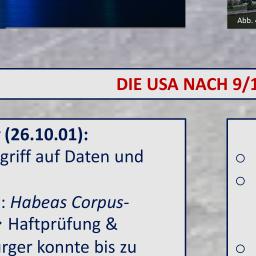 Abb.
DIE USA NACH 9/1
(26.10.01):
griff auf Daten und
: Habeas Corpus-
Haftprüfung &
rger konnte bis zu